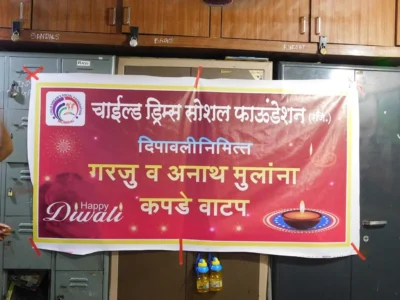 चाईल्ड ड्रिम्स सोशल फाऊंडेशन (रजि.)
दिपावलीनिमित्त
गरजु व अनाथ मुलांना
कपडे वाटप
Happy
Diwali